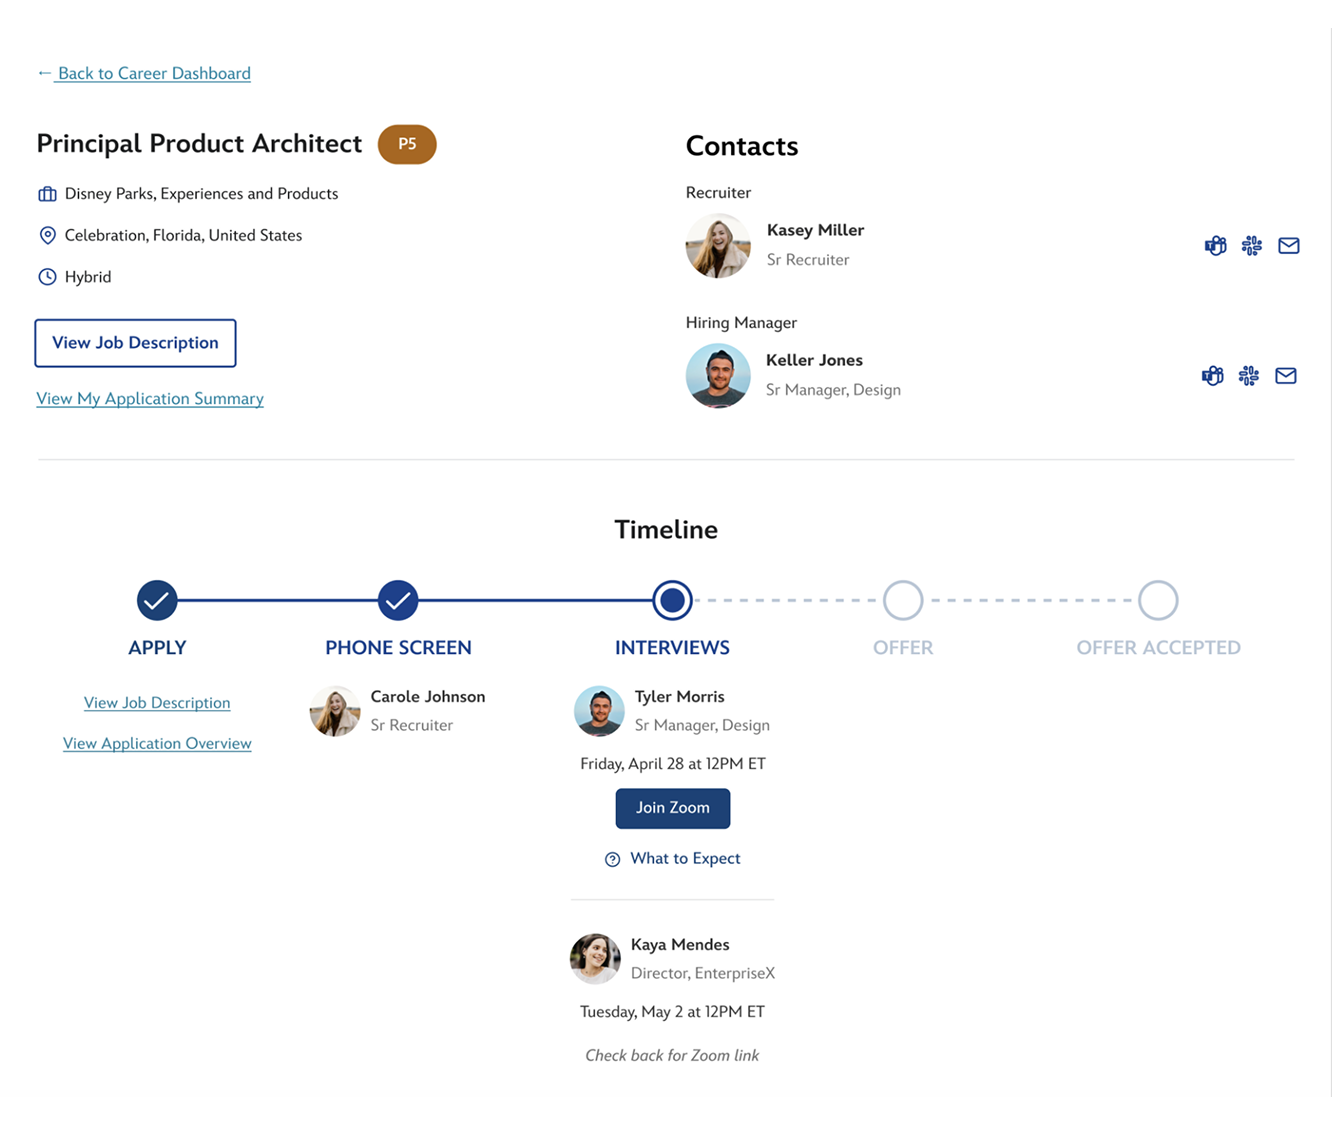 ← Back to Career Dashboard
Principal Product Architect
P5
Disney Parks, Experiences and Products
Celebration, Florida, United States
Hybrid
View Job Description
View My Application Summary
Contacts
Recruiter
Kasey Miller
Sr Recruiter
Hiring Manager
Keller Jones
Sr Manager, Design
Timeline
APPLY
View Job Description
View Application Overview
PHONE SCREEN
Carole Johnson
Sr Recruiter
INTERVIEWS
Tyler Morris
Sr Manager, Design
Friday, April 28 at 12PM ET
Join Zoom
What to Expect
Kaya Mendes
Director, EnterpriseX
Tuesday, May 2 at 12PM ET
Check back for Zoom link
OFFER
OFFER ACCEPTED